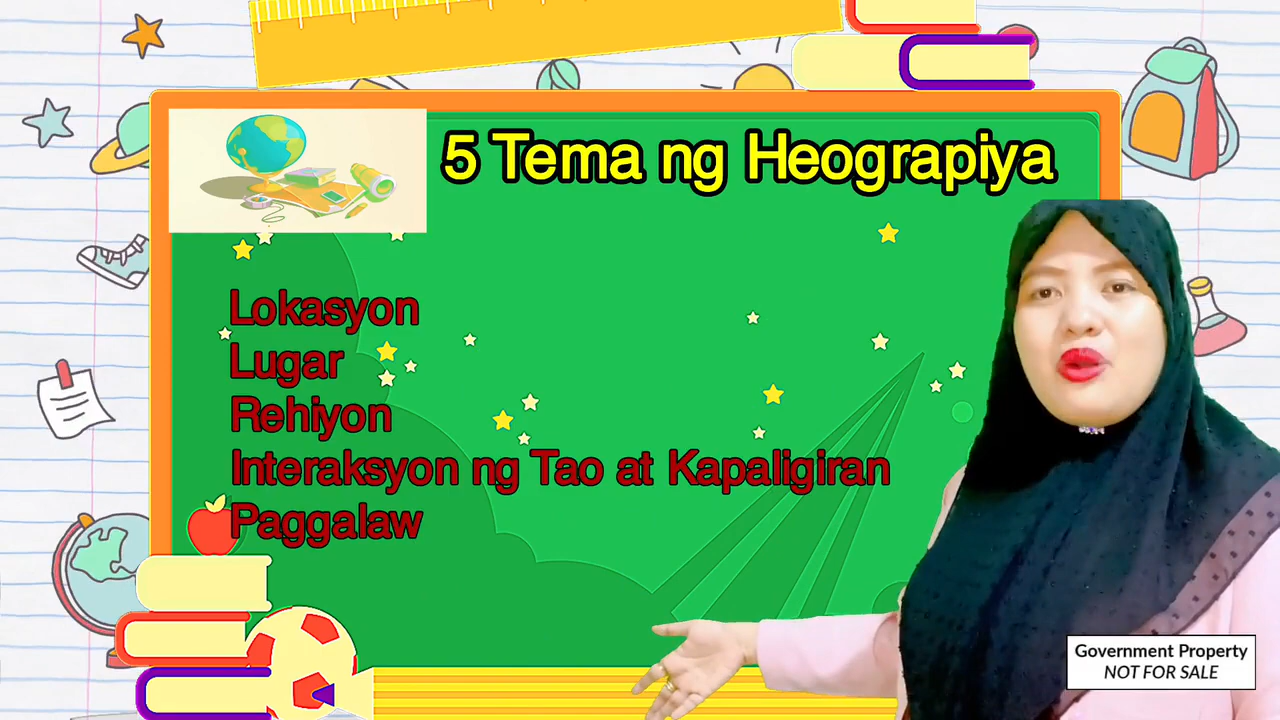 5 Tema ng Heograpiya
Lokasyon
Lugar
Rehiyon
Interaksyon ng Tao at Kapaligiran
Paggalaw
Government Property
NOT FOR SALE